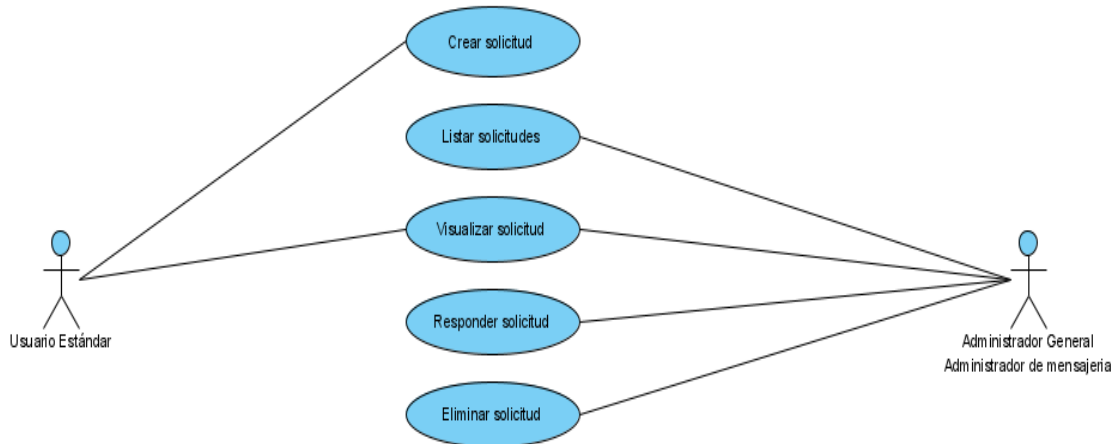 Crear solicitud
Listar solicitudes
Visualizar solicitud
Responder solicitud
Eliminar solicitud
Usuario Estándar
Administrador General
Administrador de mensajeria